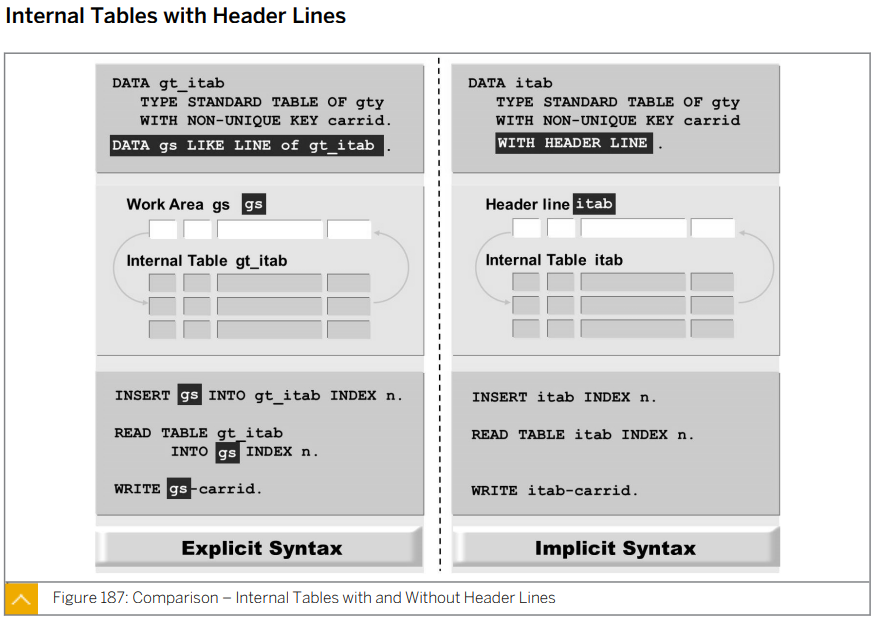 Internal Tables with Header Lines
DATA gt_itab
TYPE STANDARD TABLE OF gty
WITH NON-UNIQUE KEY carrid.
DATA gs LIKE LINE of gt_itab .
Work Area gs gs
Internal Table gt_itab
INSERT gs INTO gt_itab INDEX n.
READ TABLE gt_itab
INTO gs INDEX n.
WRITE gs-carrid.
Explicit Syntax
DATA itab
TYPE STANDARD TABLE OF gty
WITH NON-UNIQUE KEY carrid
WITH HEADER LINE .
Header line itab
Internal Table itab
INSERT itab INDEX n.
READ TABLE itab INDEX n.
WRITE itab-carrid.
Implicit Syntax
Figure 187: Comparison – Internal Tables with and Without Header Lines